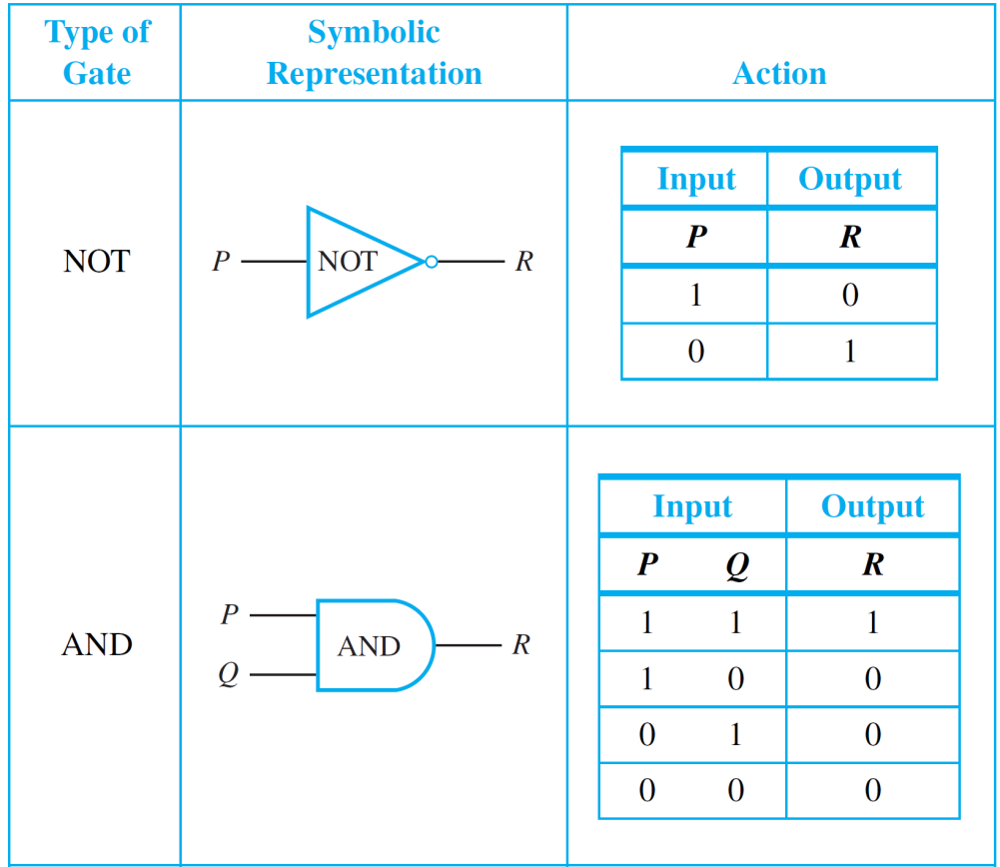 Type of Gate
Symbolic Representation
Action
NOT
P NOT R
Input Output
P R
1 0
0 1
AND
P
Q
AND R
Input Output
P Q R
1 1 1
1 0 0
0 1 0
0 0 0